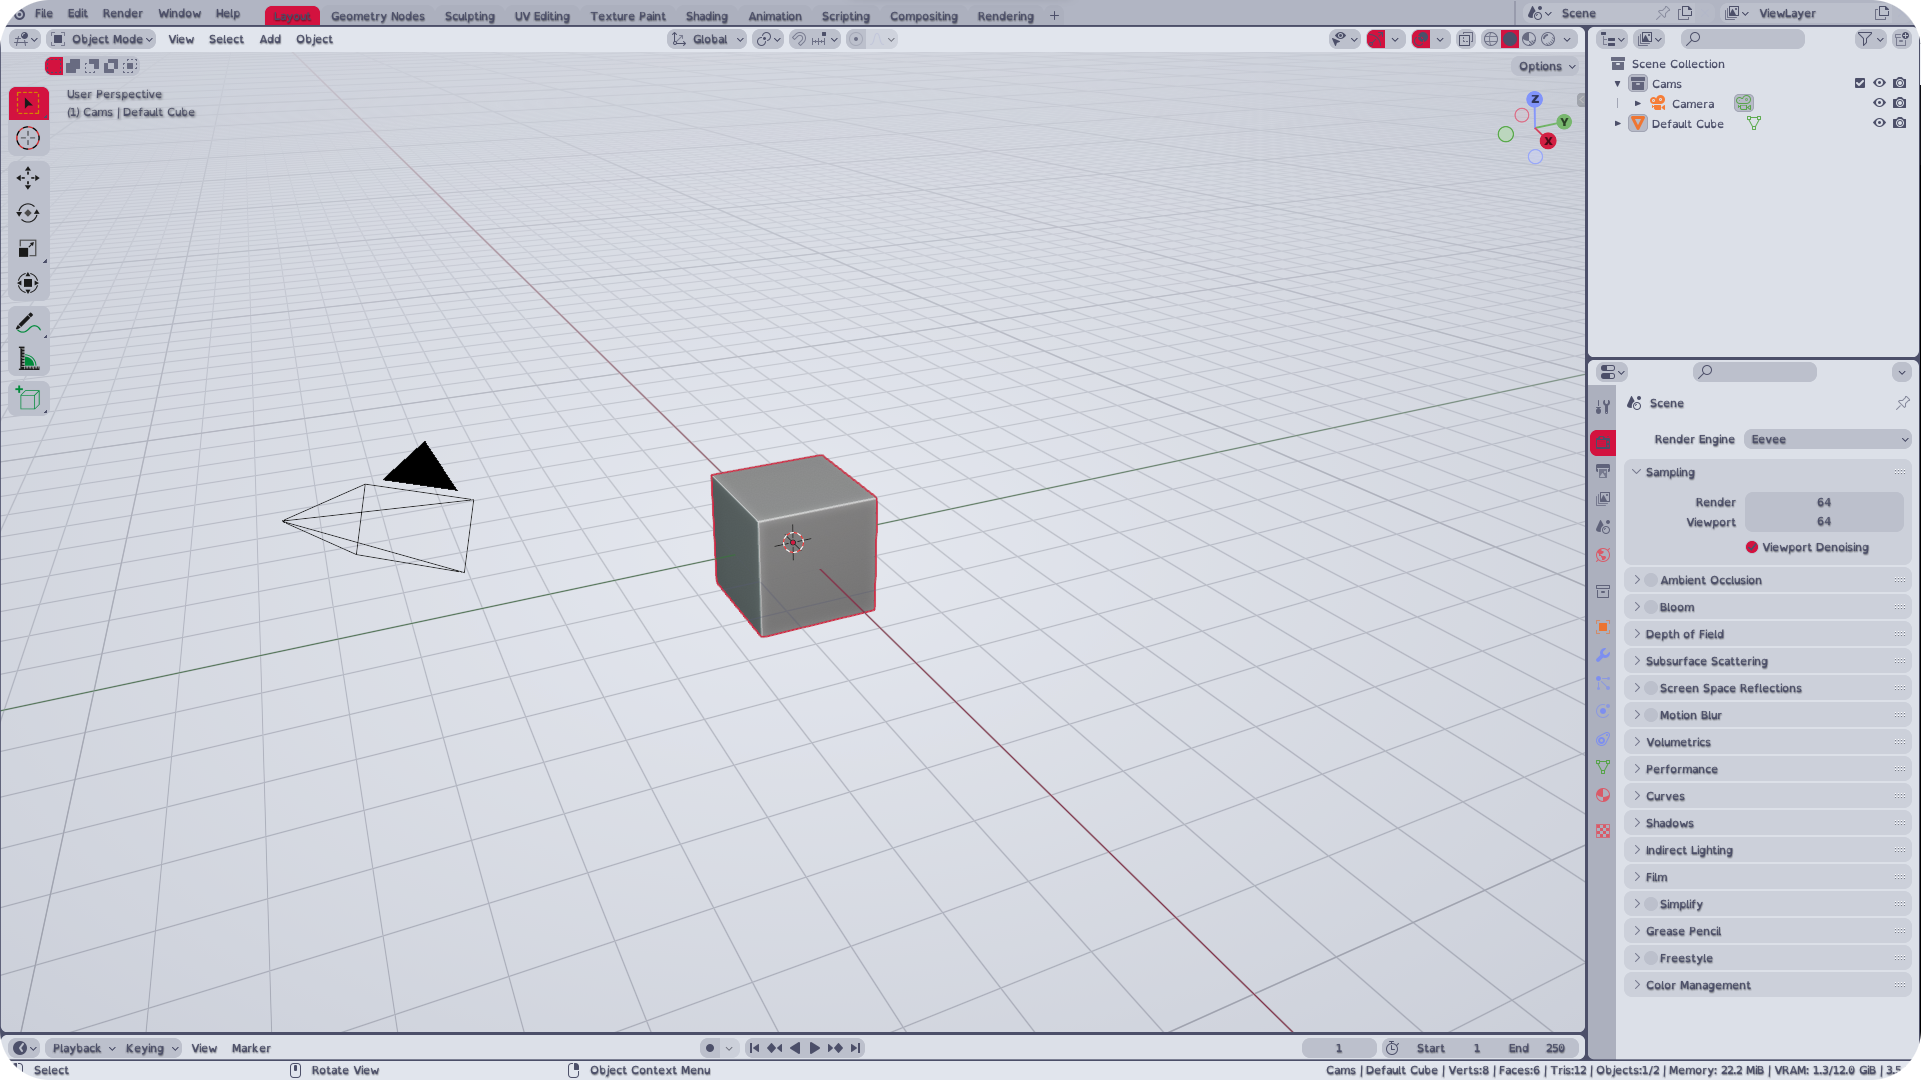 File Edit Render Window Help Layout Geometry Nodes Sculpting UV Editing Texture Paint Shading Animation Scripting Compositing Rendering + Scene ViewLayer
Object Mode View Select Add Object Global
Options
User Perspective
(1) Cams | Default Cube
Z
Y
X
Scene Collection
Cams
Camera
Default Cube
Scene
Render Engine Eevee
Sampling
Render 64
Viewport 64
Viewport Denoising
Ambient Occlusion
Bloom
Depth of Field
Subsurface Scattering
Screen Space Reflections
Motion Blur
Volumetrics
Performance
Curves
Shadows
Indirect Lighting
Film
Simplify
Grease Pencil
Freestyle
Color Management
Playback Keying View Marker 1 Start 1 End 250
Select Rotate View Object Context Menu Cams | Default Cube | Verts:8 | Faces:6 | Tris:12 | Objects:1/2 | Memory: 22.2 MiB | VRAM: 1.3/12.0 GiB | 3.5